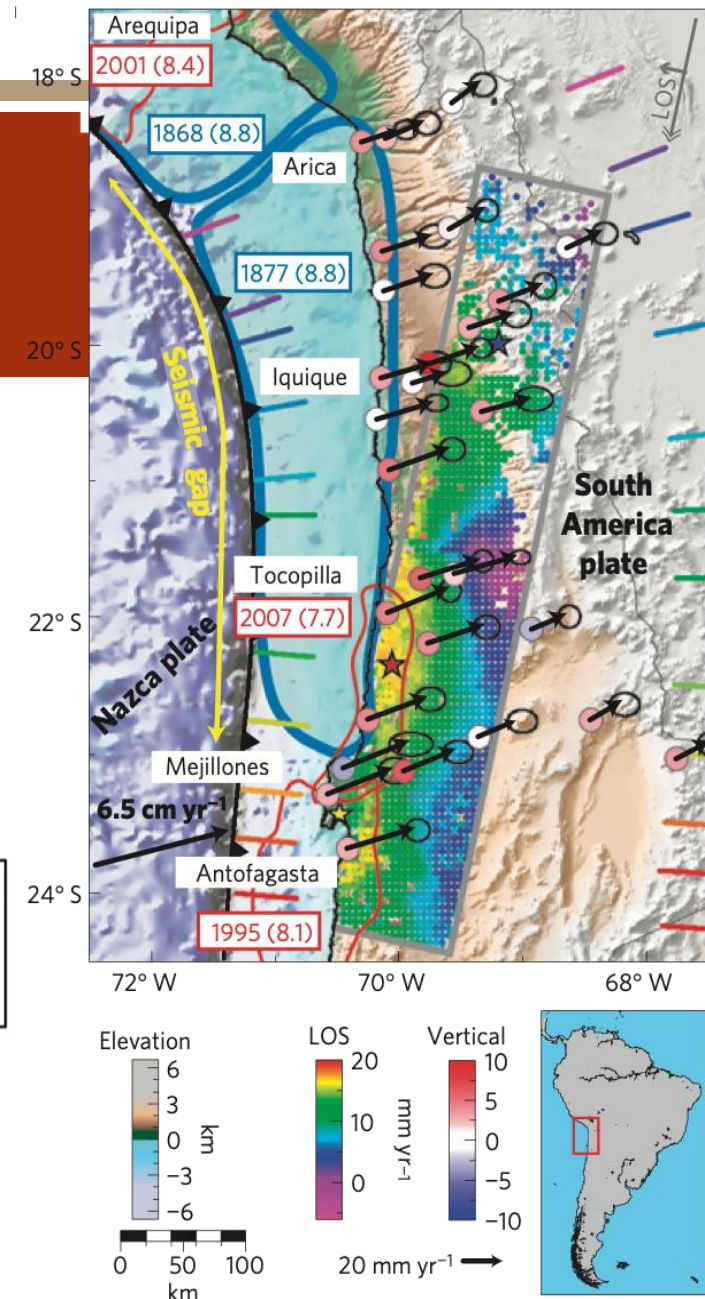 Arequipa
2001 (8.4)
18° S
1868 (8.8)
LOS
Arica
1877 (8.8)
20° S
Iquique
Seismic gap
South
America
plate
Tocopilla
2007 (7.7)
22° S
Nazca plate
Mejillones
6.5 cm yr⁻¹
Antofagasta
24° S
1995 (8.1)
72° W
70° W
68° W
Elevation
LOS
Vertical
6
3
0
−3
−6
km
20
10
0
mm yr⁻¹
10
5
0
−5
−10
0 50 100
km
20 mm yr⁻¹